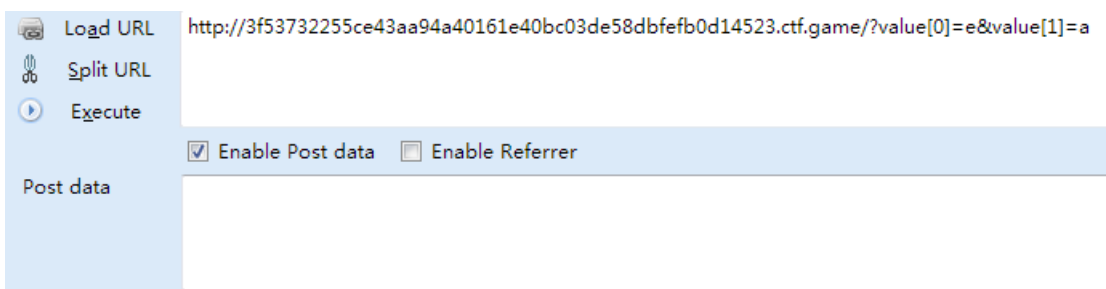 Load URL http://3f53732255ce43aa94a40161e40bc03de58dbfefb0d14523.ctf.game/?value[0]=e&value[1]=a
Split URL
Execute
Enable Post data Enable Referrer
Post data